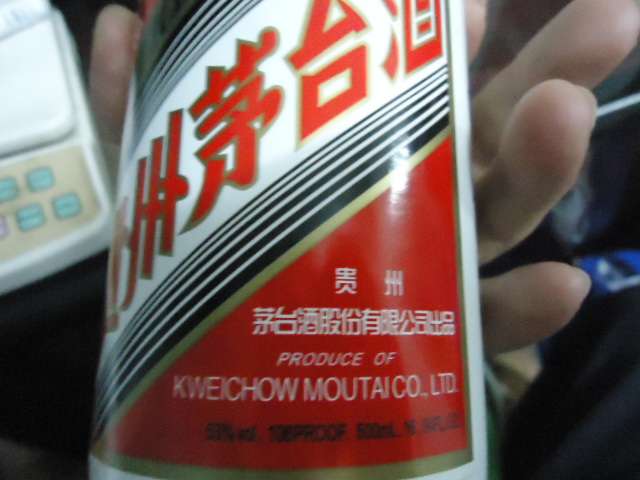 州茅台酒
贵 州
茅台酒股份有限公司出品
PRODUCE OF
KWEICHOW MOUTAI CO., LTD.
53%vol. 106PROOF 500mL